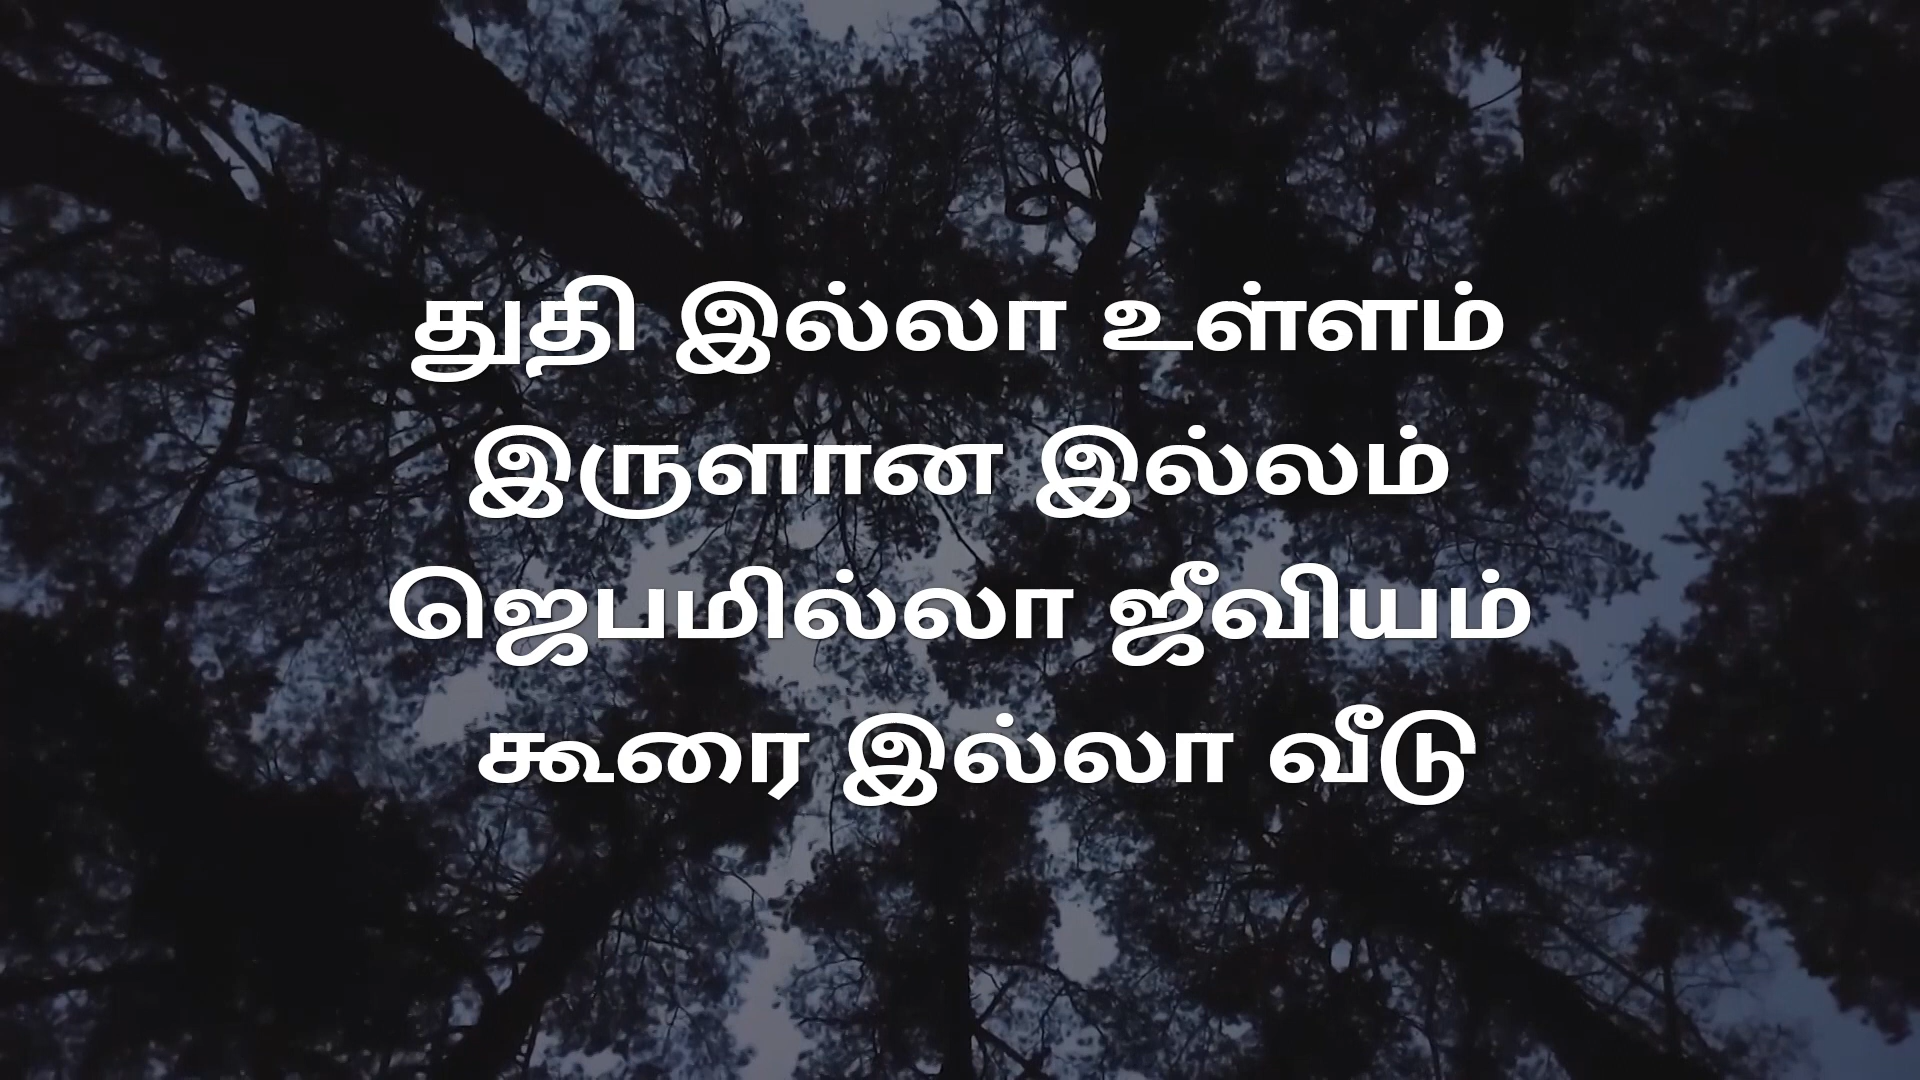 துதி இல்லா உள்ளம்
இருளான இல்லம்
ஜெபமில்லா ஜீவியம்
கூரை இல்லா வீடு